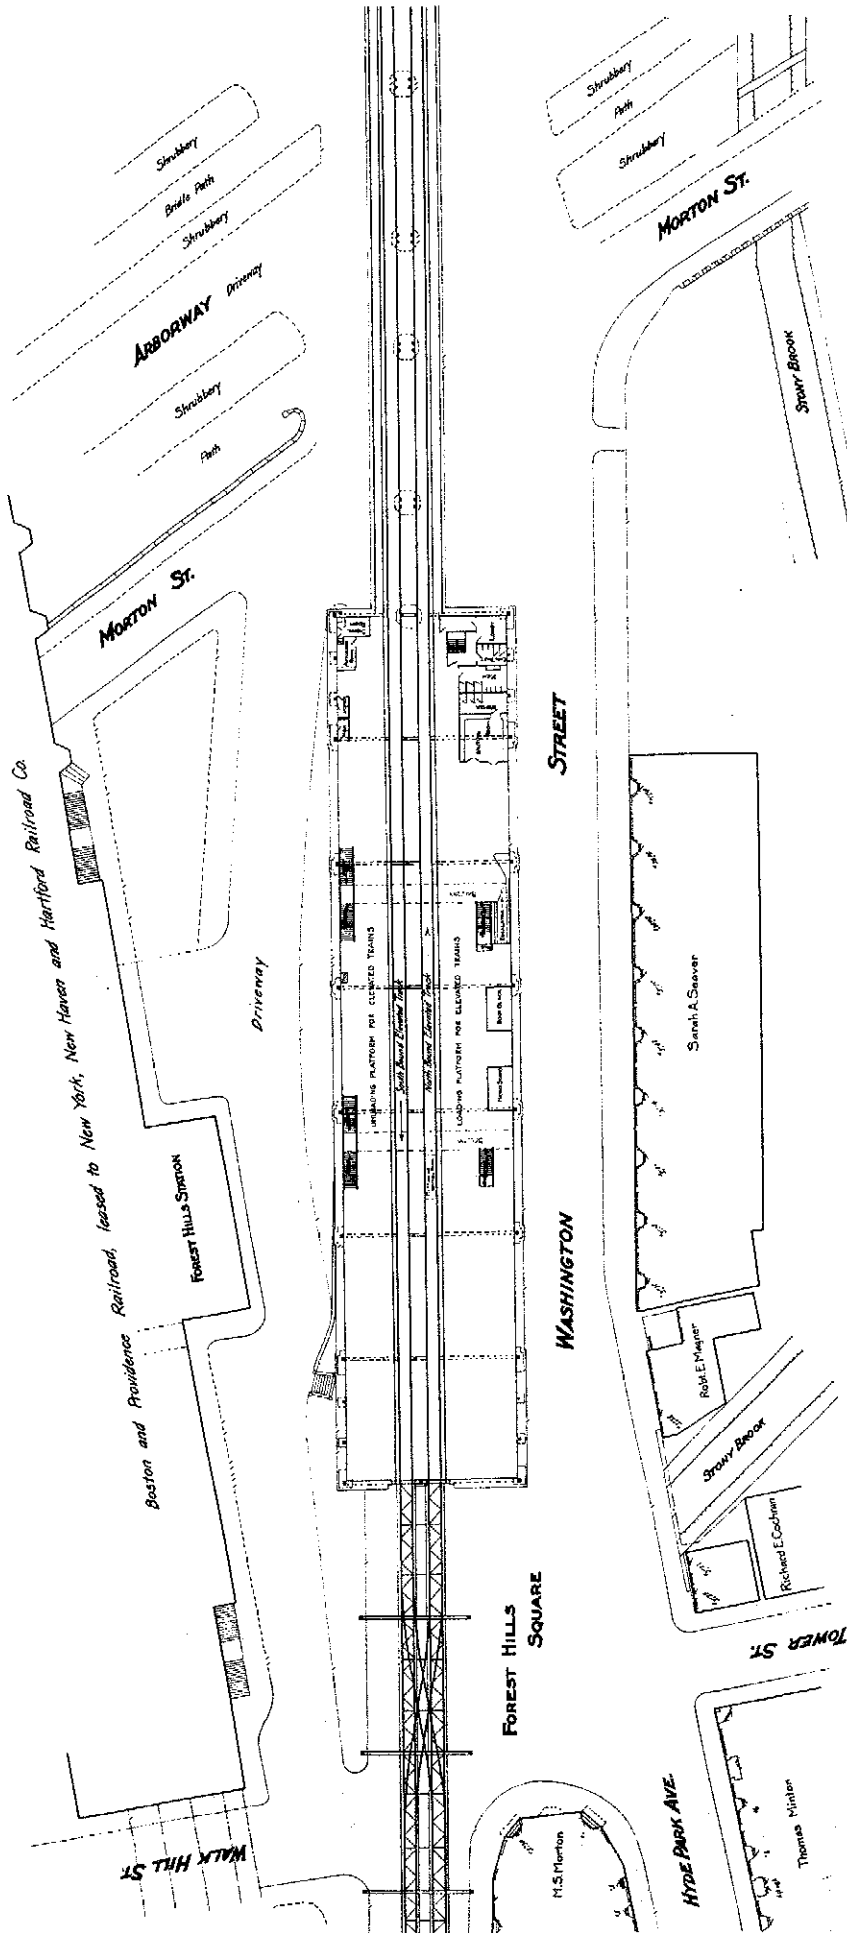 Shrubbery
Bridle Path
Shrubbery
ARBORWAY Driveway
Shrubbery
Path
MORTON ST.
Shrubbery
Path
Shrubbery
MORTON ST.
STONY BROOK
Boston and Providence Railroad, leased to New York, New Haven and Hartford Railroad Co.
Driveway
FOREST HILLS STATION
UNLOADING PLATFORM FOR ELEVATED TRAINS
South Bound Elevated Track
North Bound Elevated Track
LOADING PLATFORM FOR ELEVATED TRAINS
WASHINGTON STREET
Sarah A. Seaver
Robt. E. Magner
STONY BROOK
Richard E. Cochran
TOWER ST.
FOREST HILLS
SQUARE
WALK HILL ST.
M.S. Morton
HYDE PARK AVE.
Thomas Minton